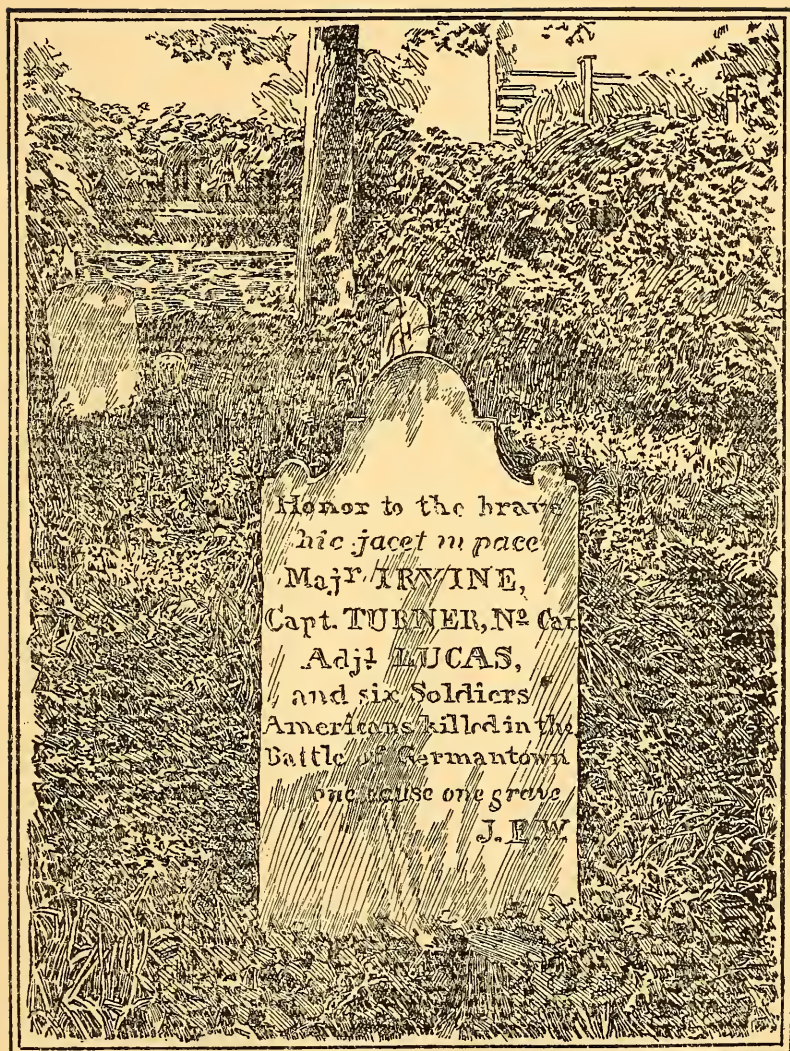 Honor to the brave
hic jacet in pace
Majr. IRVINE,
Capt. TURNER, No. Car
Adjt. LUCAS,
and six Soldiers
Americans killed in the
Battle of Germantown
one cause one grave
J. F. W.